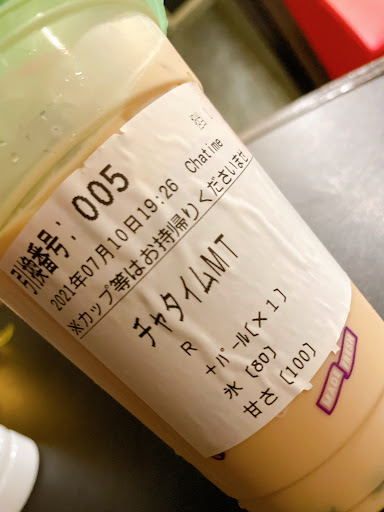 引換番号: 005
2021年07月10日19:26 Chatime
※カップ等はお持帰りくださいませ
チャタイムMT
R
+パール[×1]
氷 [80]
甘さ [100]